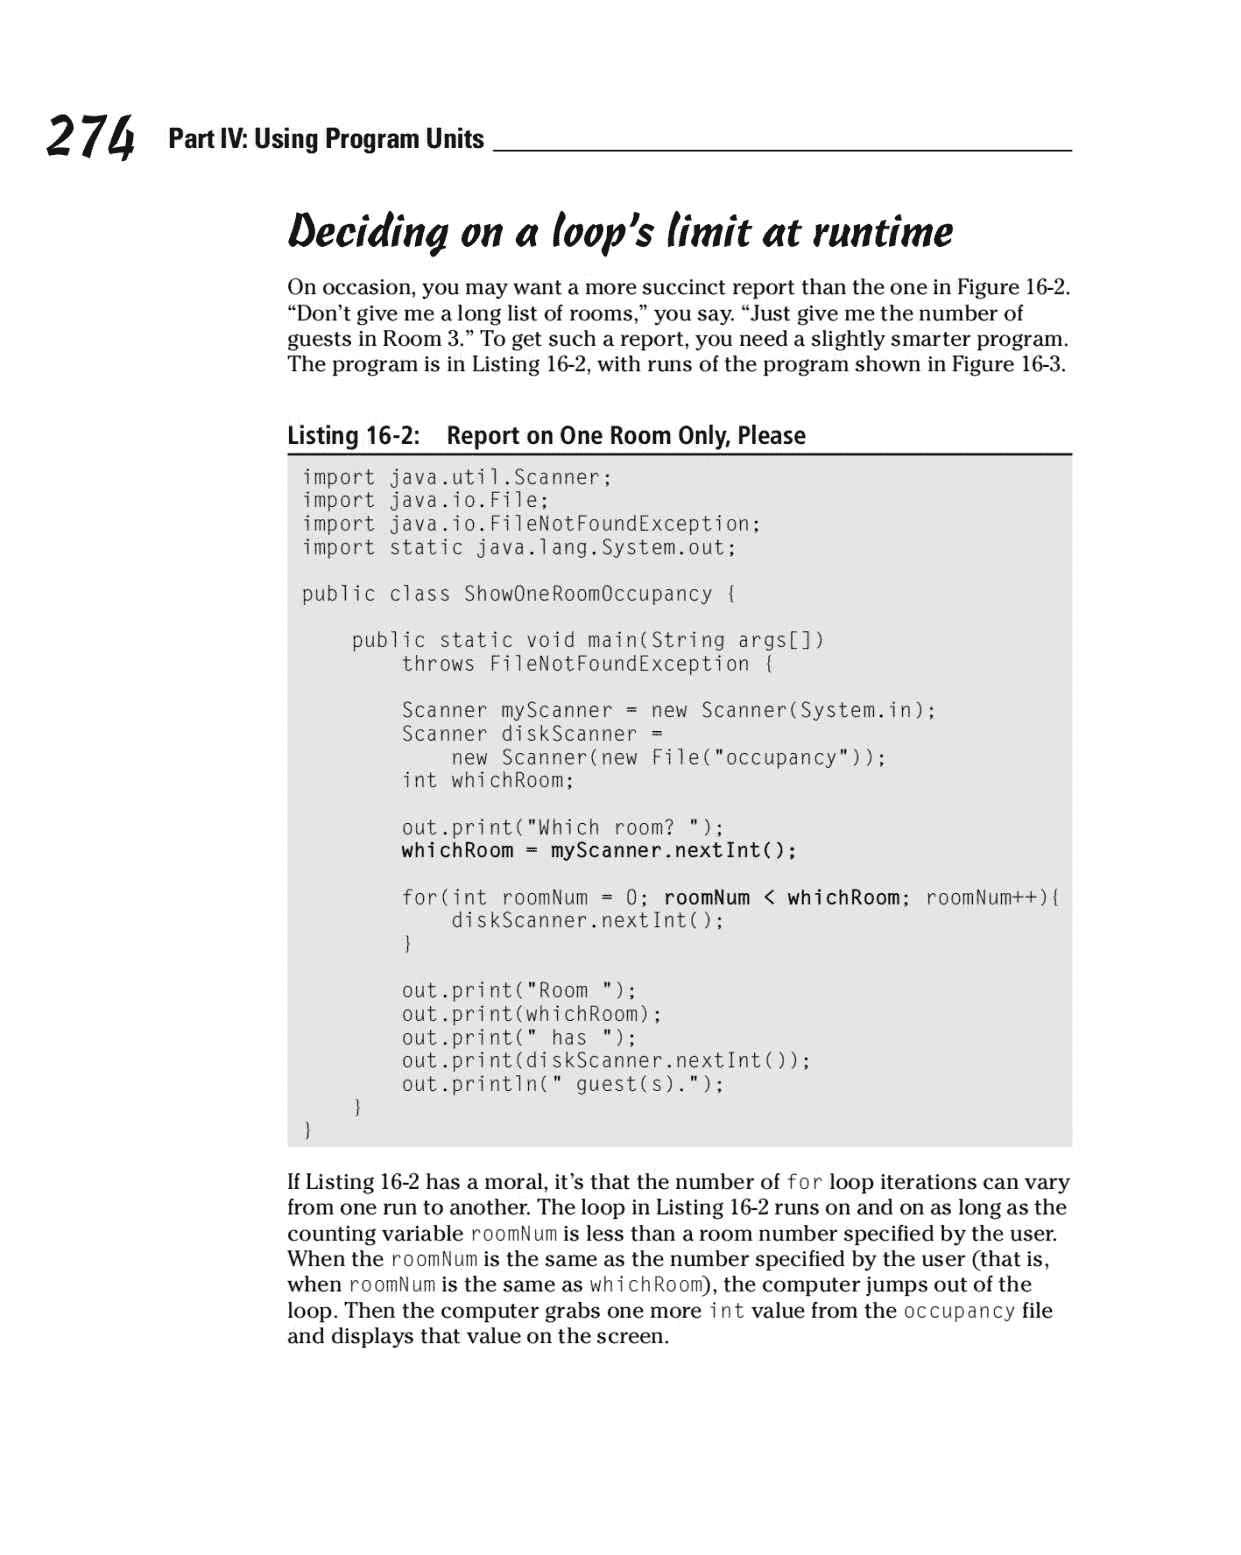 274 Part IV: Using Program Units
Deciding on a loop's limit at runtime
On occasion, you may want a more succinct report than the one in Figure 16-2.
“Don’t give me a long list of rooms,” you say. “Just give me the number of
guests in Room 3.” To get such a report, you need a slightly smarter program.
The program is in Listing 16-2, with runs of the program shown in Figure 16-3.
Listing 16-2: Report on One Room Only, Please
import java.util.Scanner;
import java.io.File;
import java.io.FileNotFoundException;
import static java.lang.System.out;
public class ShowOneRoomOccupancy {
public static void main(String args[])
throws FileNotFoundException {
Scanner myScanner = new Scanner(System.in);
Scanner diskScanner =
new Scanner(new File("occupancy"));
int whichRoom;
out.print("Which room? ");
whichRoom = myScanner.nextInt();
for(int roomNum = 0; roomNum < whichRoom; roomNum++){
diskScanner.nextInt();
}
out.print("Room ");
out.print(whichRoom);
out.print(" has ");
out.print(diskScanner.nextInt());
out.println(" guest(s).");
}
}
If Listing 16-2 has a moral, it’s that the number of for loop iterations can vary
from one run to another. The loop in Listing 16-2 runs on and on as long as the
counting variable roomNum is less than a room number specified by the user.
When the roomNum is the same as the number specified by the user (that is,
when roomNum is the same as whichRoom), the computer jumps out of the
loop. Then the computer grabs one more int value from the occupancy file
and displays that value on the screen.